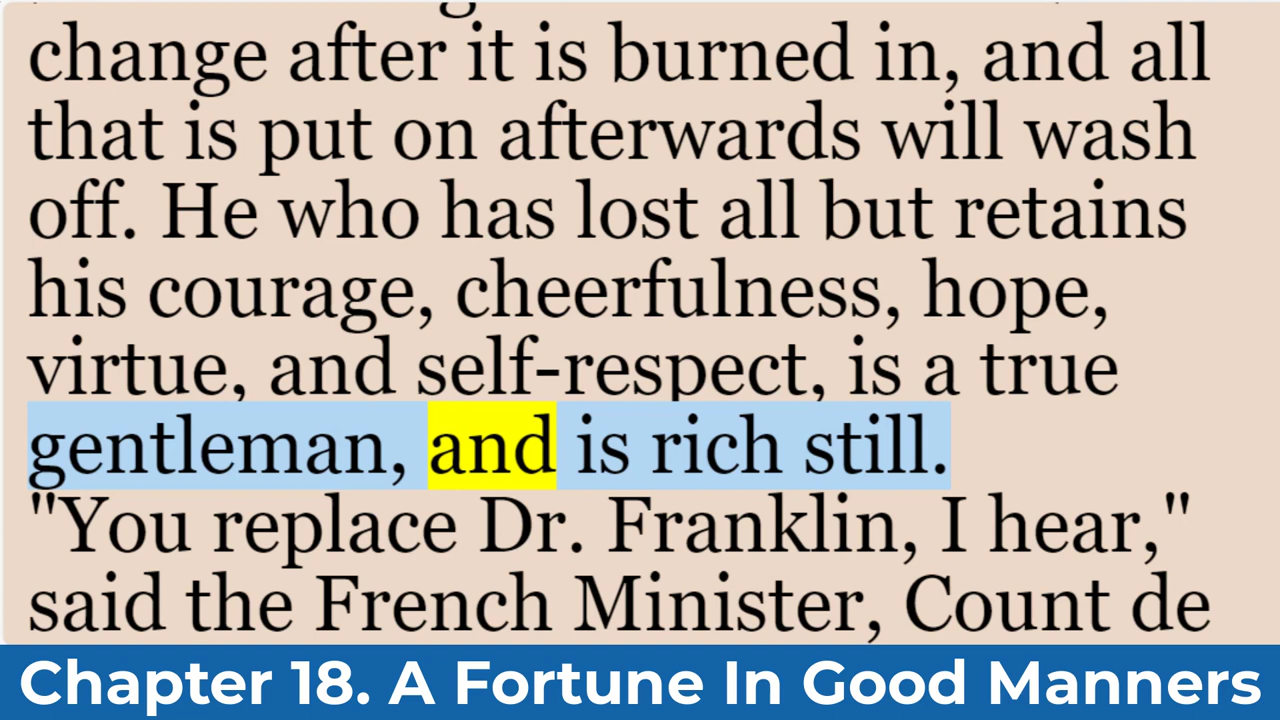 change after it is burned in, and all
that is put on afterwards will wash
off. He who has lost all but retains
his courage, cheerfulness, hope,
virtue, and self-respect, is a true
gentleman, and is rich still.
"You replace Dr. Franklin, I hear,"
said the French Minister, Count de
Chapter 18. A Fortune In Good Manners